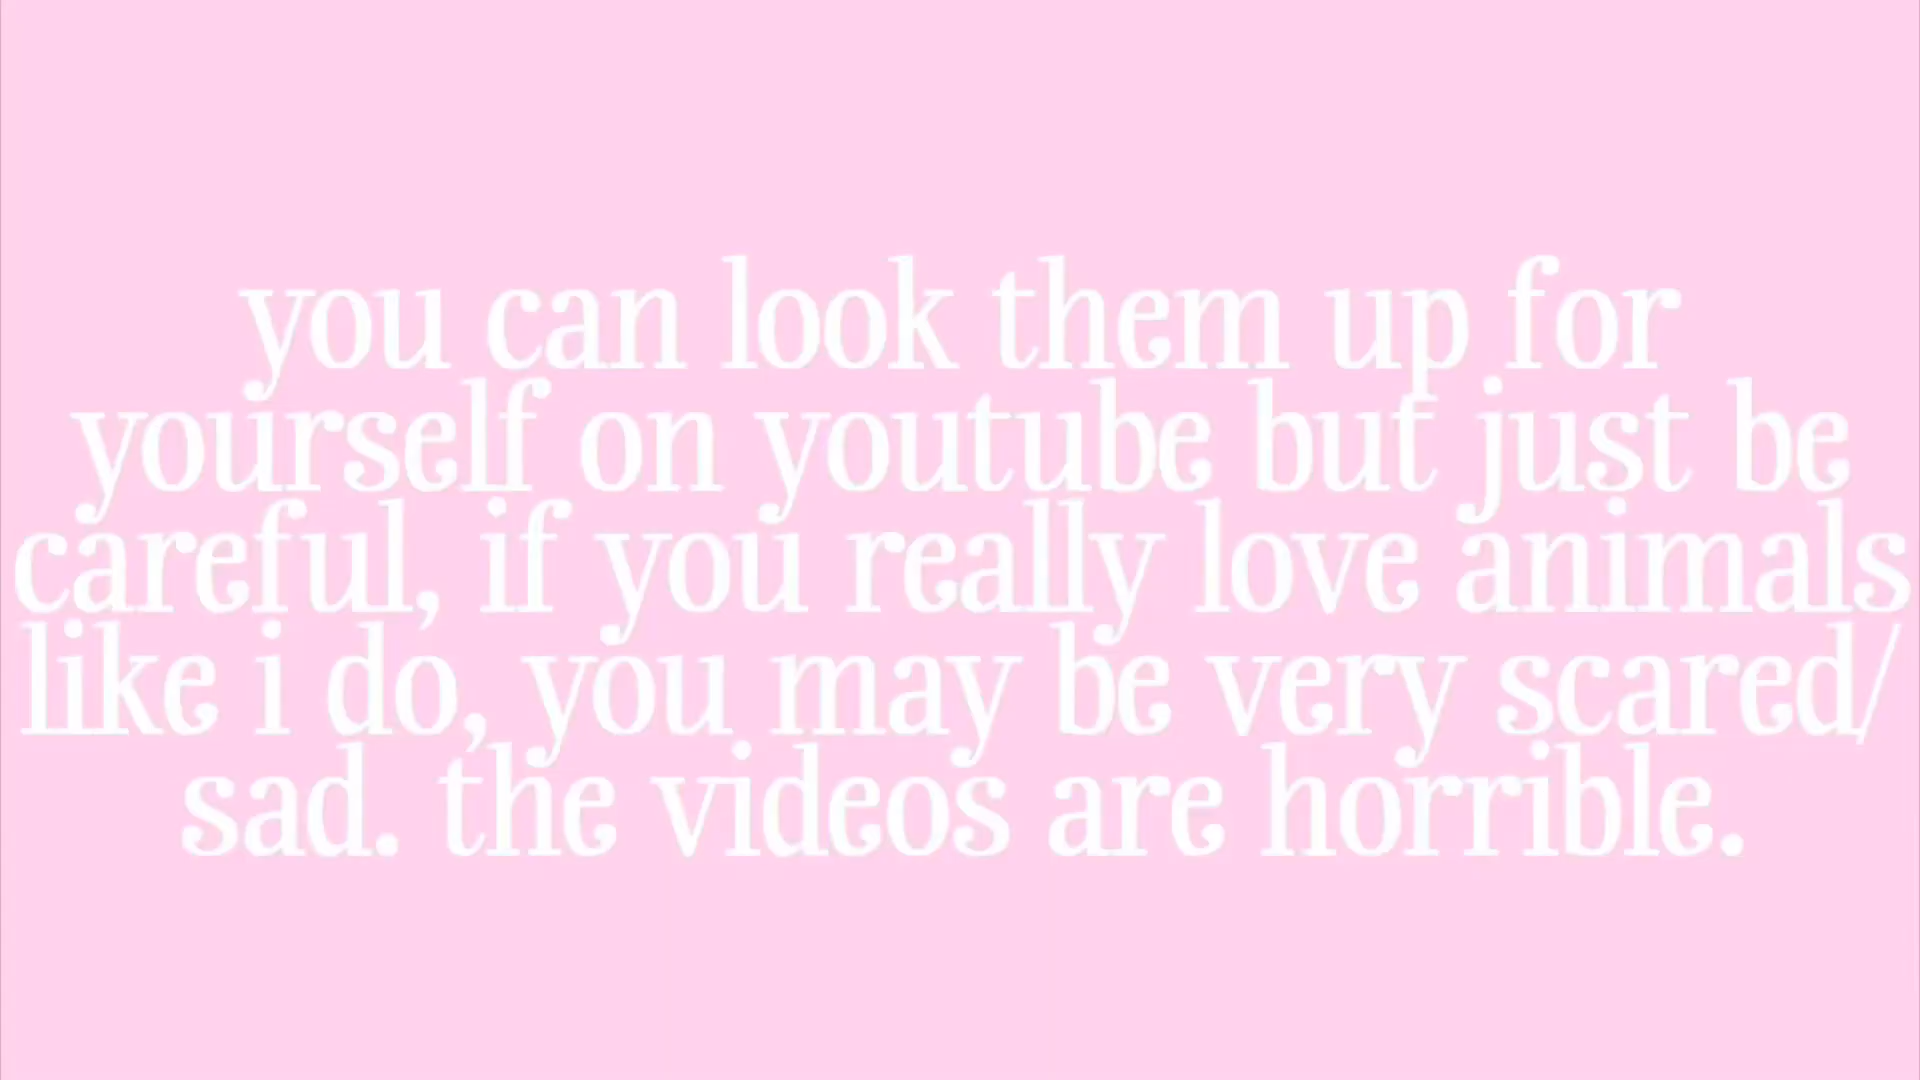 you can look them up for
yourself on youtube but just be
careful, if you really love animals
like i do, you may be very scared/
sad. the videos are horrible.